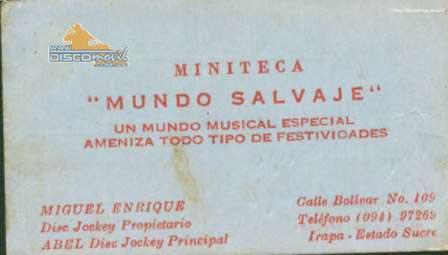 DISCOmovil
MINITECA
"MUNDO SALVAJE"
UN MUNDO MUSICAL ESPECIAL
AMENIZA TODO TIPO DE FESTIVIDADES
MIGUEL ENRIQUE
Disc Jockey Propietario
ABEL Disc Jockey Principal
Calle Bolivar No. 109
Teléfono (094) 97269
Irapa - Estado Sucre